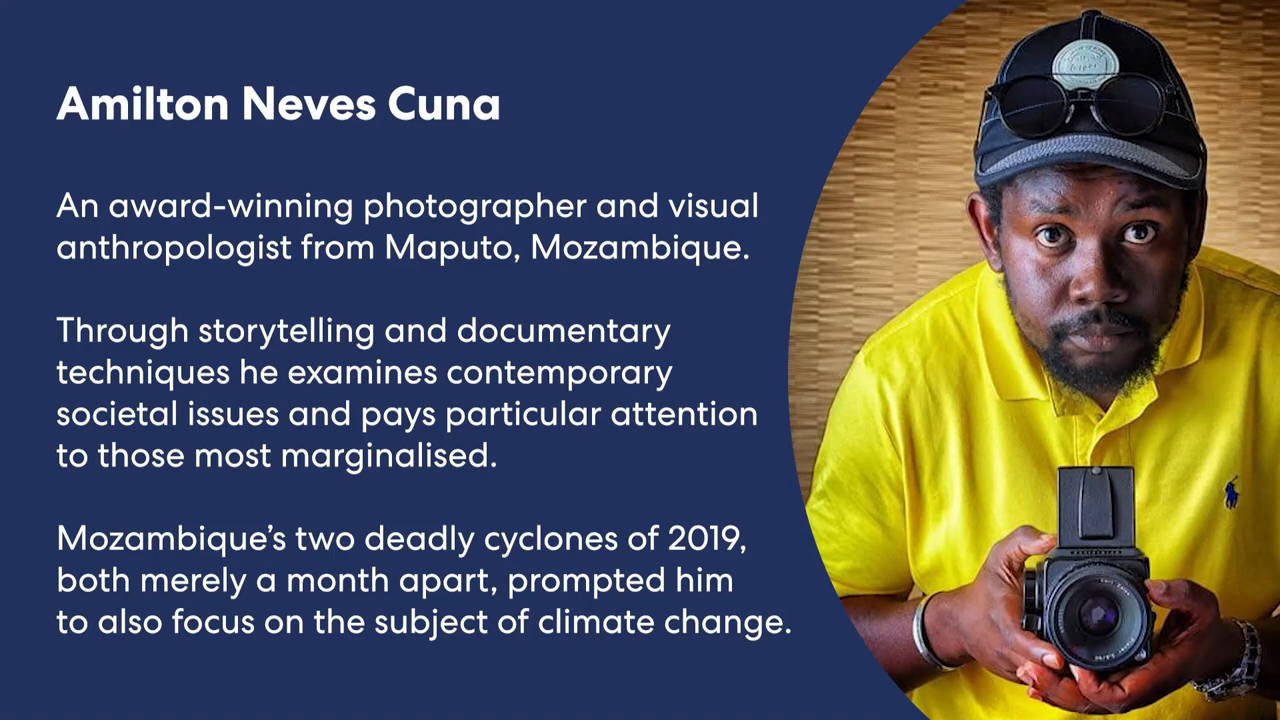 Amilton Neves Cuna
An award-winning photographer and visual
anthropologist from Maputo, Mozambique.
Through storytelling and documentary
techniques he examines contemporary
societal issues and pays particular attention
to those most marginalised.
Mozambique’s two deadly cyclones of 2019,
both merely a month apart, prompted him
to also focus on the subject of climate change.